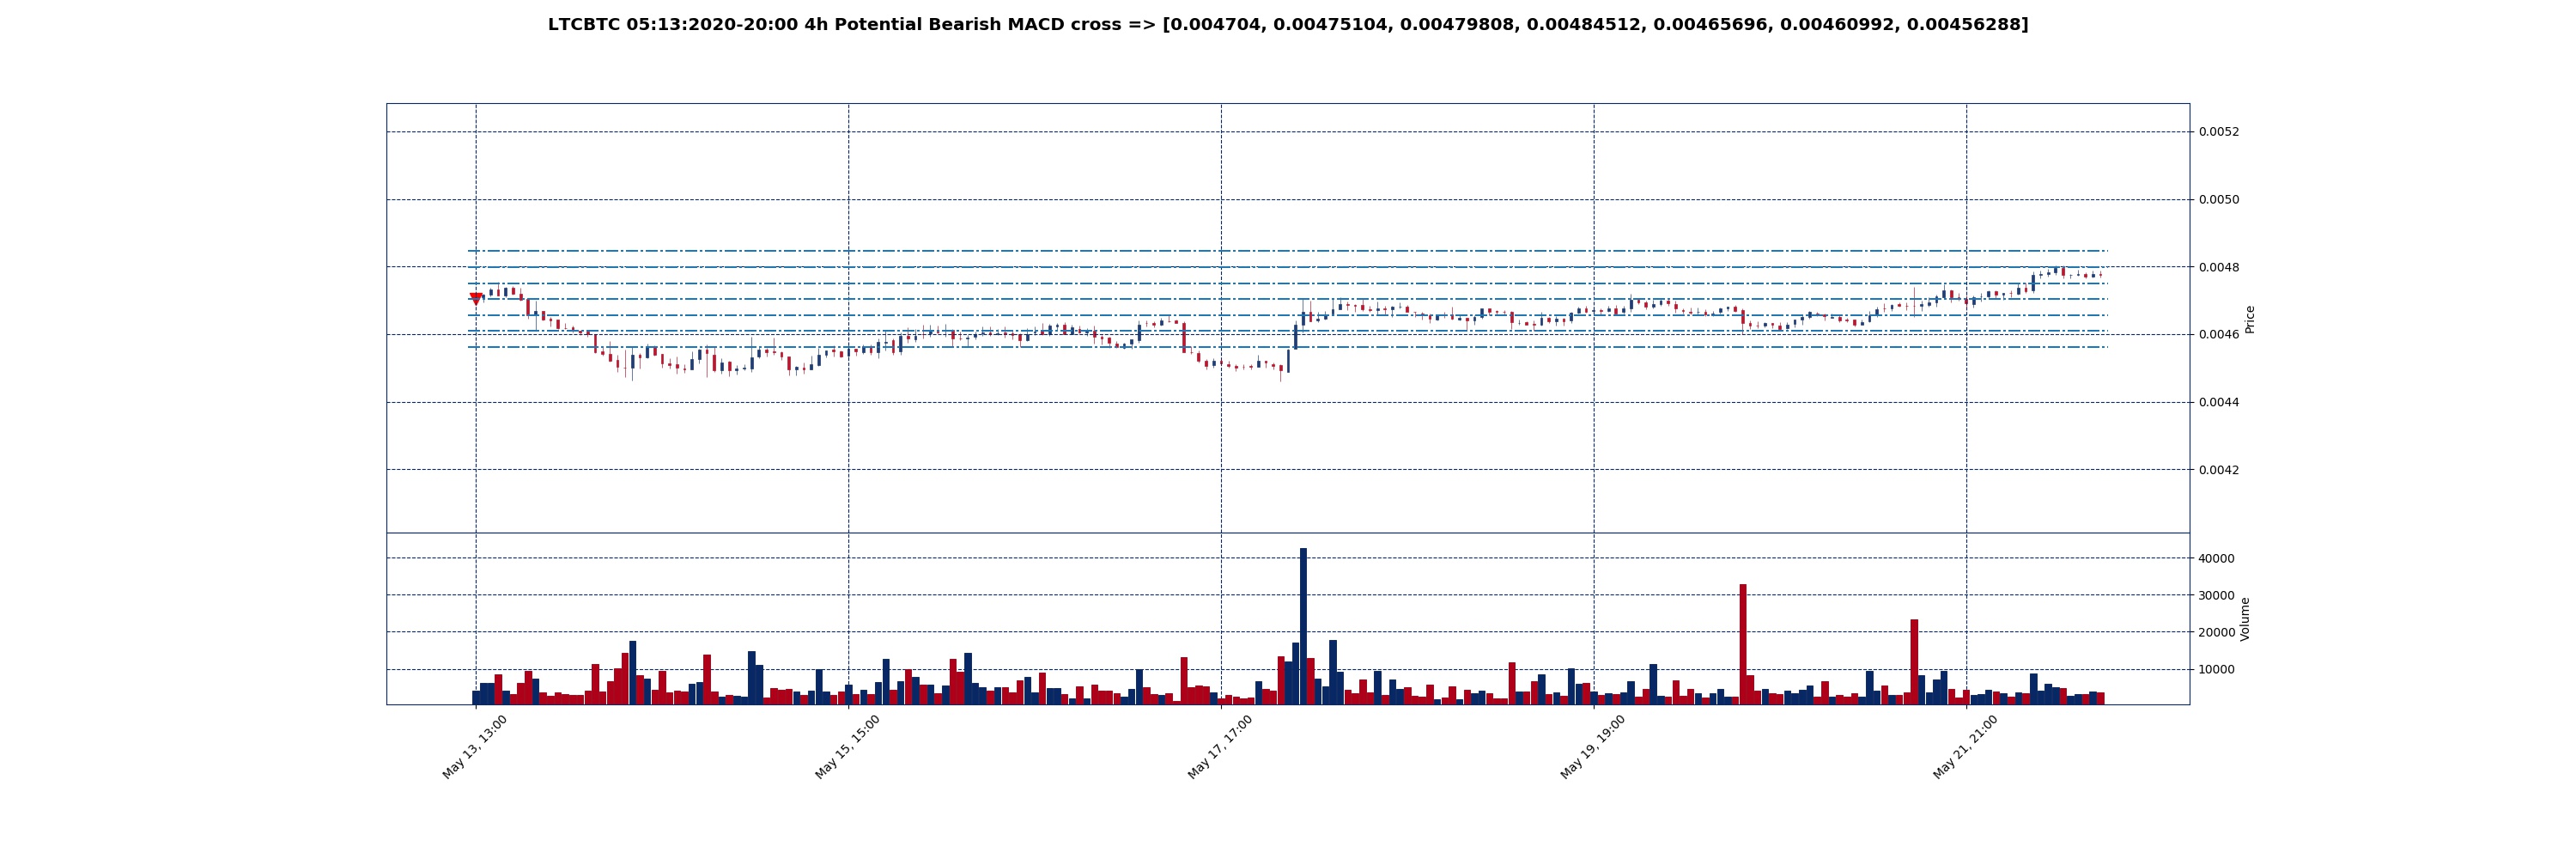 LTCBTC 05:13:2020-20:00 4h Potential Bearish MACD cross => [0.004704, 0.00475104, 0.00479808, 0.00484512, 0.00465696, 0.00460992, 0.00456288]
0.0052
0.0050
0.0048
0.0046
0.0044
0.0042
Price
40000
30000
20000
10000
Volume
May 13, 13:00
May 15, 15:00
May 17, 17:00
May 19, 19:00
May 21, 21:00